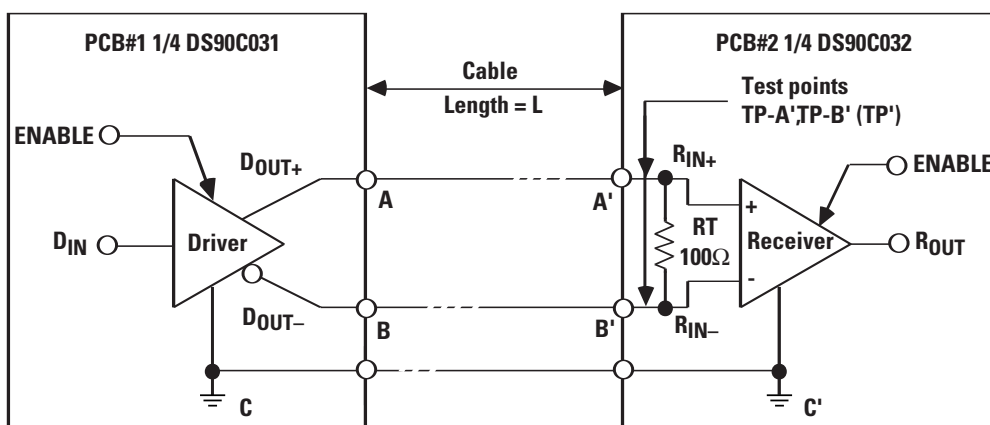 PCB#1 1/4 DS90C031
PCB#2 1/4 DS90C032
Cable
Length = L
Test points
TP-A',TP-B' (TP')
ENABLE
DOUT+
RIN+
ENABLE
A
A'
DIN
Driver
RT
100Ω
+
Receiver
-
ROUT
DOUT–
B
B'
RIN–
C
C'